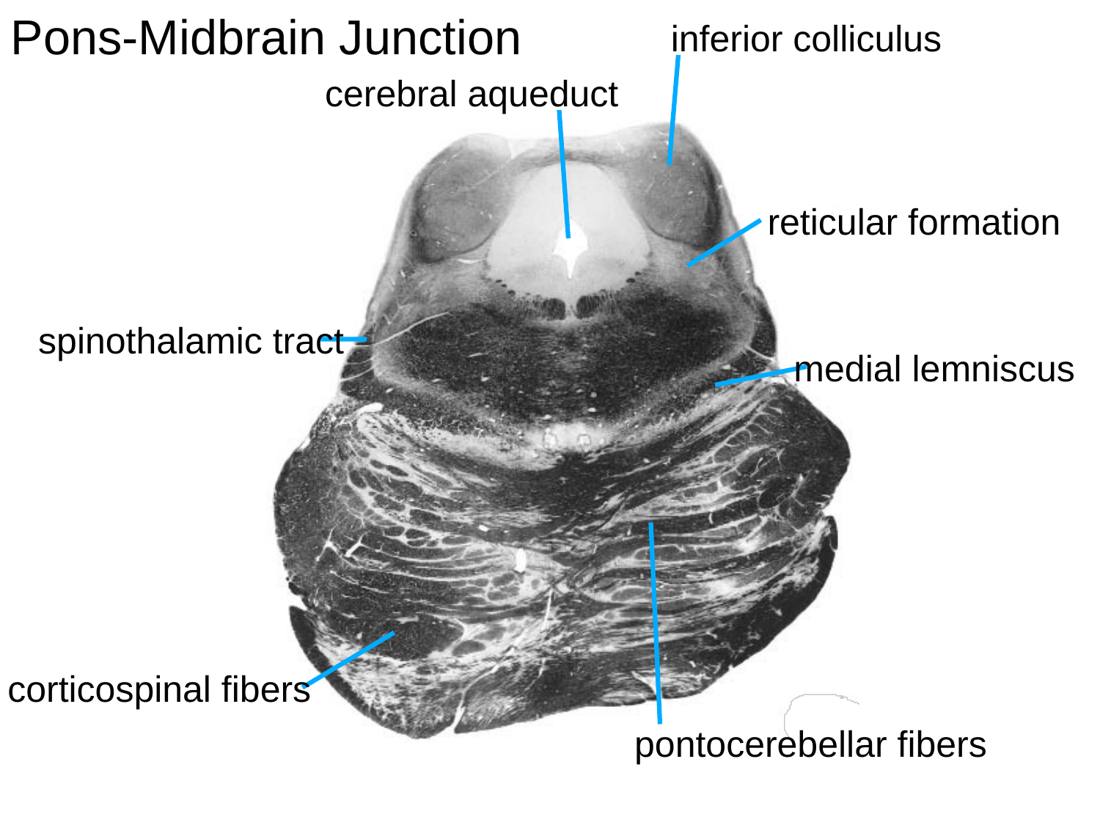 Pons-Midbrain Junction
inferior colliculus
cerebral aqueduct
reticular formation
spinothalamic tract
medial lemniscus
corticospinal fibers
pontocerebellar fibers